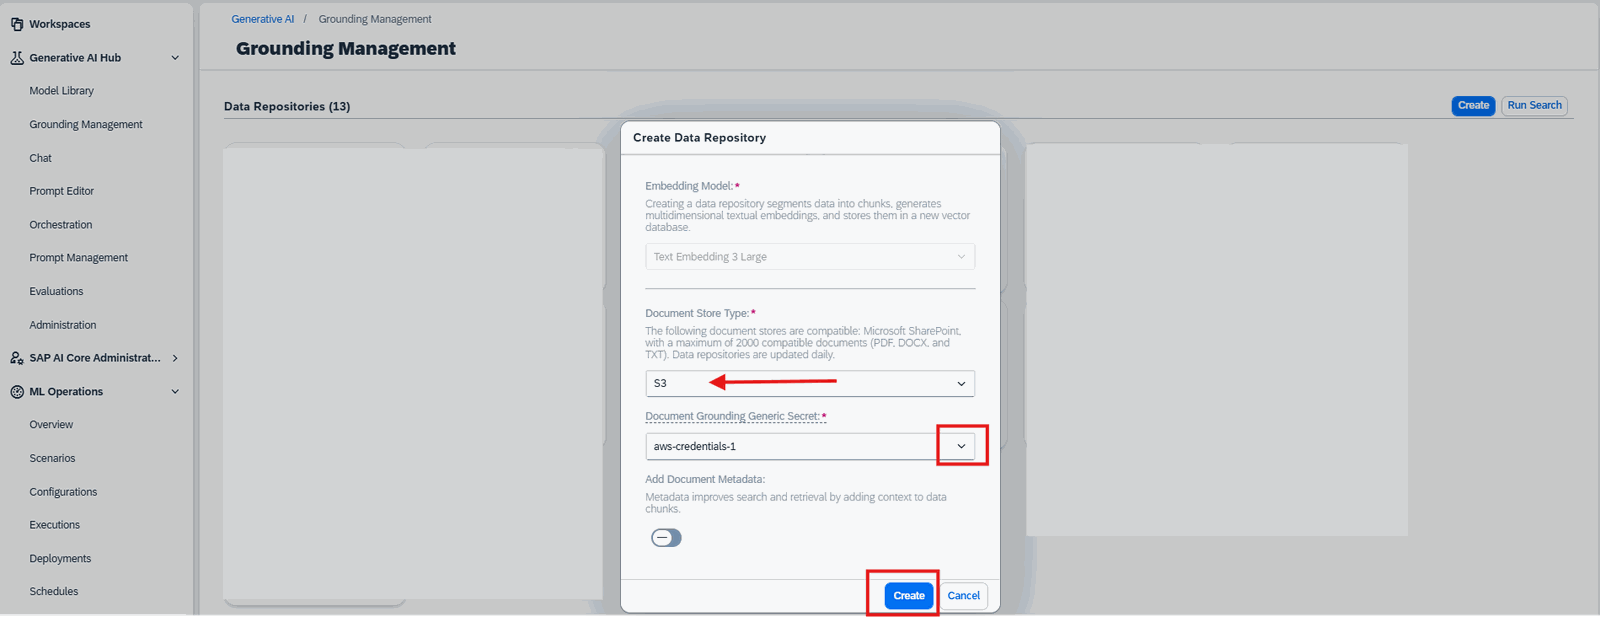 Workspaces
Generative AI Hub
Model Library
Grounding Management
Chat
Prompt Editor
Orchestration
Prompt Management
Evaluations
Administration
SAP AI Core Administrat...
ML Operations
Overview
Scenarios
Configurations
Executions
Deployments
Schedules
Generative AI / Grounding Management
Grounding Management
Data Repositories (13)
Create
Run Search
Create Data Repository
Embedding Model:*
Creating a data repository segments data into chunks, generates
multidimensional textual embeddings, and stores them in a new vector
database.
Text Embedding 3 Large
Document Store Type:*
The following document stores are compatible: Microsoft SharePoint,
with a maximum of 2000 compatible documents (PDF, DOCX, and
TXT). Data repositories are updated daily.
S3
Document Grounding Generic Secret:*
aws-credentials-1
Add Document Metadata:
Metadata improves search and retrieval by adding context to data
chunks.
Create
Cancel